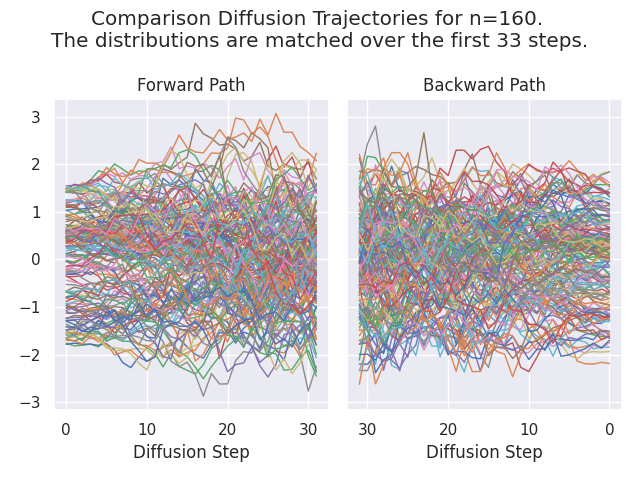 Comparison Diffusion Trajectories for n=160.
The distributions are matched over the first 33 steps.
Forward Path
Backward Path
3
2
1
0
−1
−2
−3
0 10 20 30
30 20 10 0
Diffusion Step
Diffusion Step